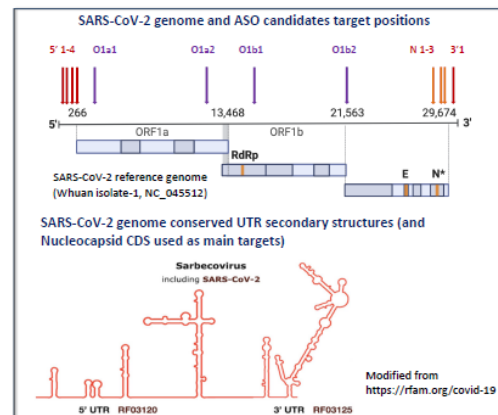 SARS-CoV-2 genome and ASO candidates target positions
5' 1-4 O1a1 O1a2 O1b1 O1b2 N 1-3 3'1
266 13,468 21,563 29,674
5' ORF1a ORF1b 3'
RdRp
SARS-CoV-2 reference genome
(Whuan isolate-1, NC_045512)
E N*
SARS-CoV-2 genome conserved UTR secondary structures (and
Nucleocapsid CDS used as main targets)
Sarbecovirus
including SARS-CoV-2
Modified from
https://rfam.org/covid-19
5' UTR RF03120 3' UTR RF03125